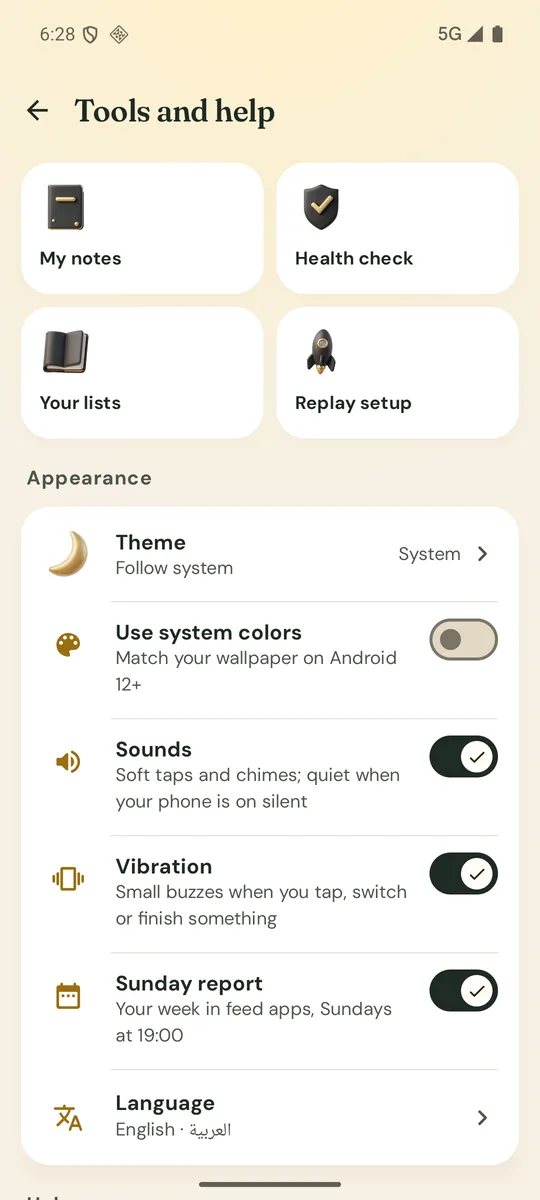 6:28
5G
Tools and help
My notes
Health check
Your lists
Replay setup
Appearance
Theme
Follow system
System
Use system colors
Match your wallpaper on Android
12+
Sounds
Soft taps and chimes; quiet when
your phone is on silent
Vibration
Small buzzes when you tap, switch
or finish something
Sunday report
Your week in feed apps, Sundays
at 19:00
Language
English · العربية